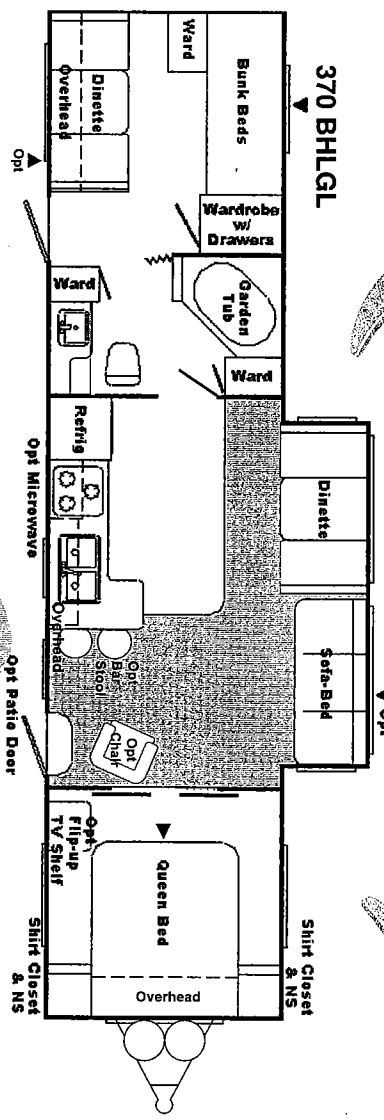 370 BHLGL
Ward
Bunk Beds
Dinette
Overhead
Opt
Wardrobe
w/
Drawers
Ward
Garden
Tub
Ward
Refrig
Opt Microwave
Dinette
Overhead
Opt
Bar
Stool
Sofa-Bed
Opt
Opt Patio Door
Opt
Chair
Opt
Flip-up
TV Shelf
Queen Bed
Overhead
Shirt Closet
& NS
Shirt Closet
& NS